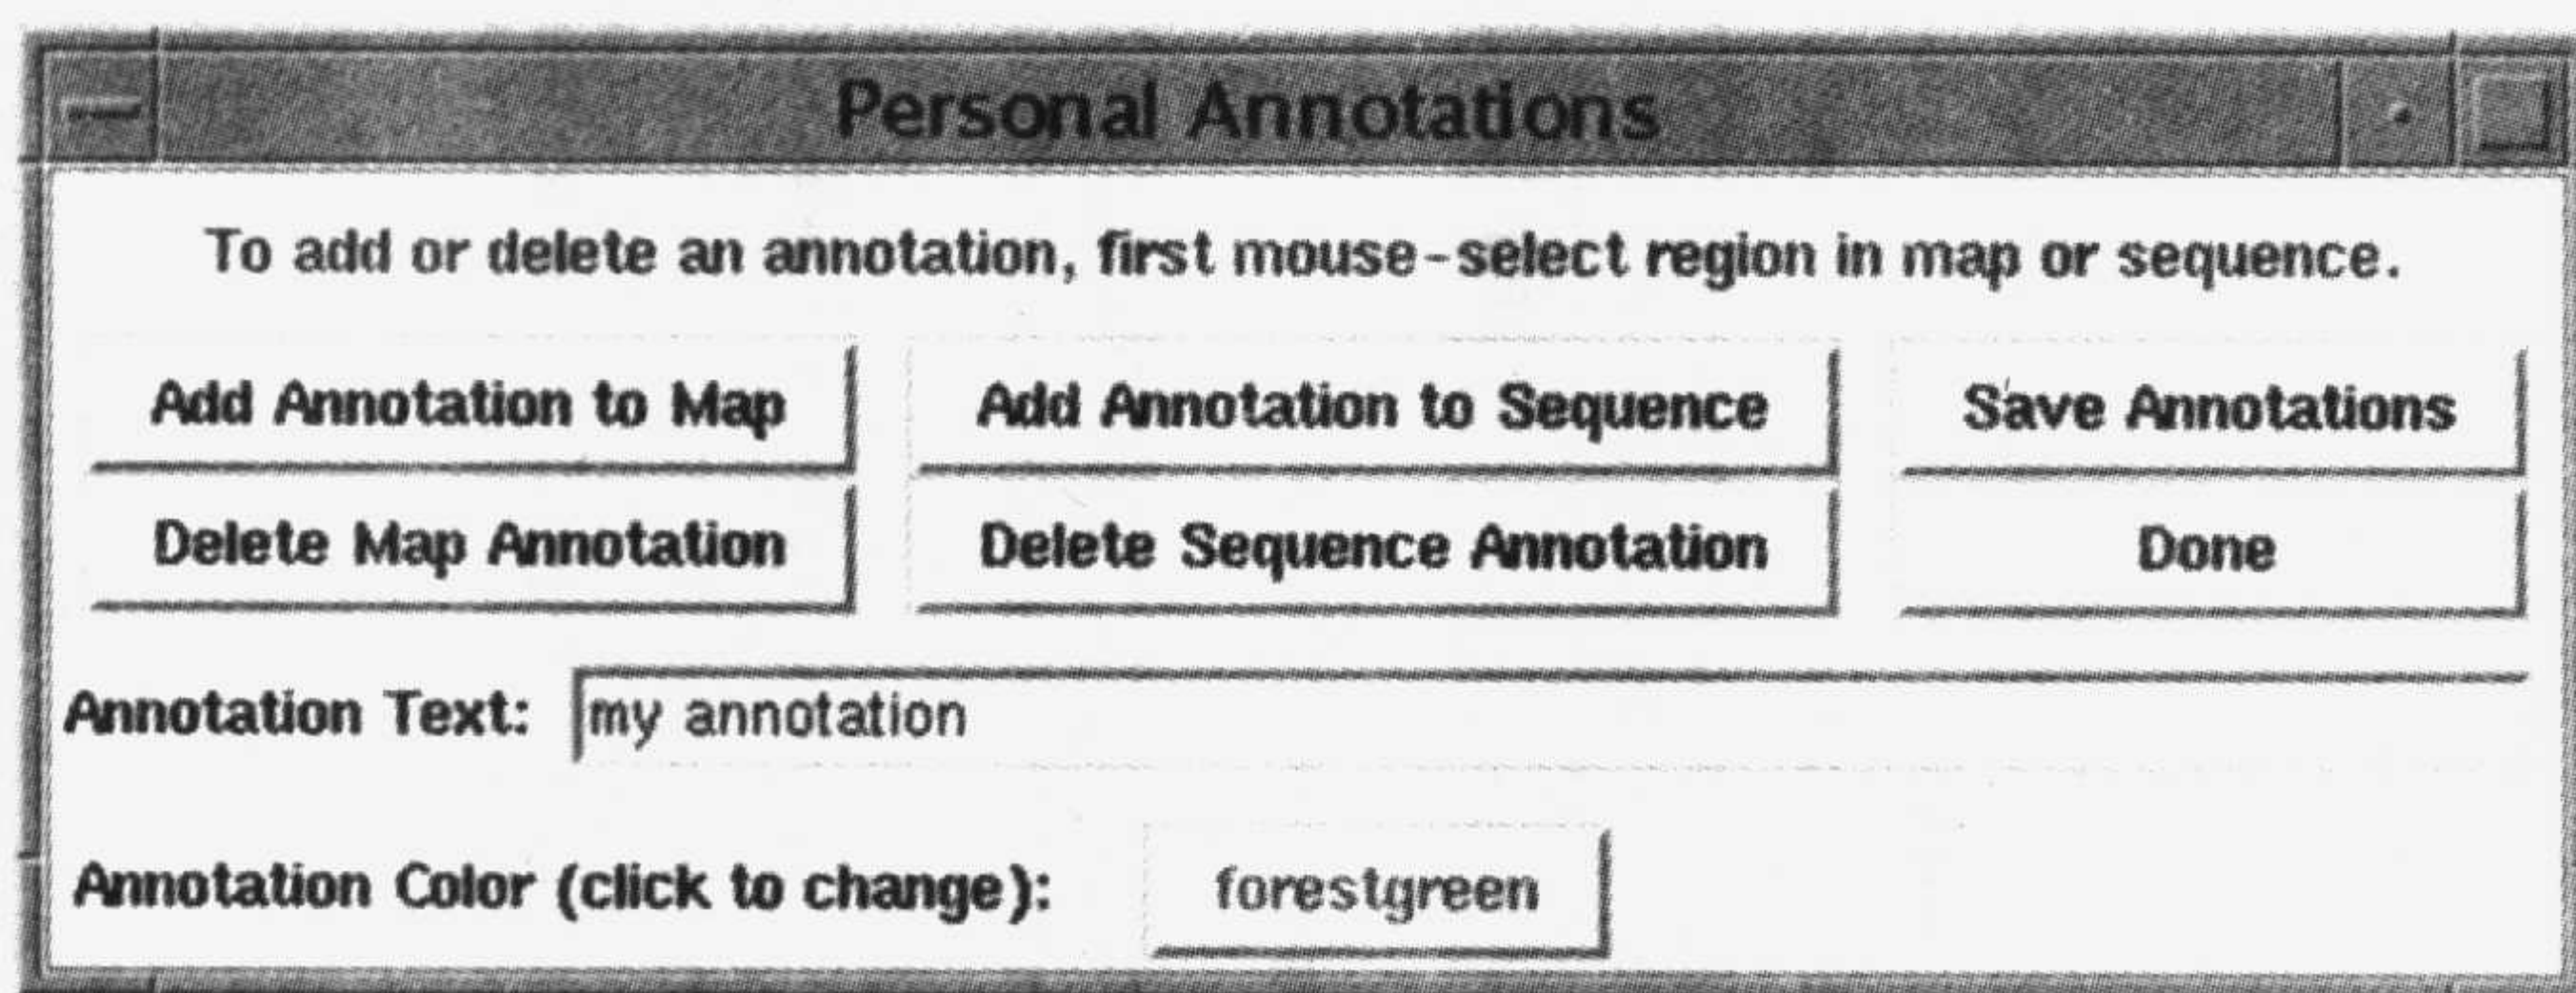 Personal Annotations
To add or delete an annotation, first mouse-select region in map or sequence.
Add Annotation to Map
Add Annotation to Sequence
Save Annotations
Delete Map Annotation
Delete Sequence Annotation
Done
Annotation Text: my annotation
Annotation Color (click to change): forestgreen